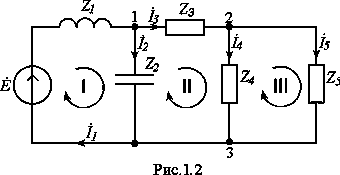 Z1 1 İ3 Z3 2
İ2 İ4 İ5
Ė I Z2 II Z4 III Z5
İ1 3
Рис.1.2